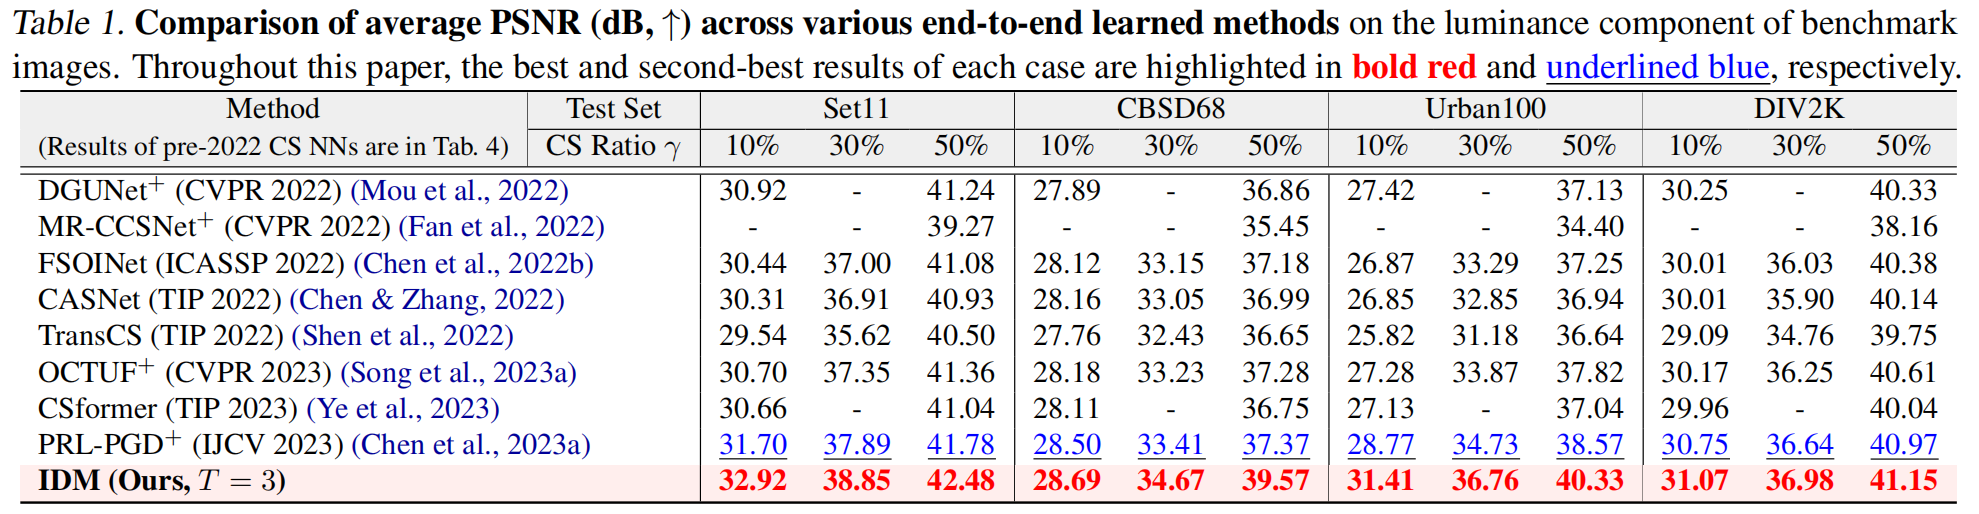 Table 1. Comparison of average PSNR (dB, ↑) across various end-to-end learned methods on the luminance component of benchmark
images. Throughout this paper, the best and second-best results of each case are highlighted in bold red and underlined blue, respectively.
Method Test Set Set11 CBSD68 Urban100 DIV2K
(Results of pre-2022 CS NNs are in Tab. 4) CS Ratio γ 10% 30% 50% 10% 30% 50% 10% 30% 50% 10% 30% 50%
DGUNet+ (CVPR 2022) (Mou et al., 2022) 30.92 - 41.24 27.89 - 36.86 27.42 - 37.13 30.25 - 40.33
MR-CCSNet+ (CVPR 2022) (Fan et al., 2022) - - 39.27 - - 35.45 - - 34.40 - - 38.16
FSOINet (ICASSP 2022) (Chen et al., 2022b) 30.44 37.00 41.08 28.12 33.15 37.18 26.87 33.29 37.25 30.01 36.03 40.38
CASNet (TIP 2022) (Chen & Zhang, 2022) 30.31 36.91 40.93 28.16 33.05 36.99 26.85 32.85 36.94 30.01 35.90 40.14
TransCS (TIP 2022) (Shen et al., 2022) 29.54 35.62 40.50 27.76 32.43 36.65 25.82 31.18 36.64 29.09 34.76 39.75
OCTUF+ (CVPR 2023) (Song et al., 2023a) 30.70 37.35 41.36 28.18 33.23 37.28 27.28 33.87 37.82 30.17 36.25 40.61
CSformer (TIP 2023) (Ye et al., 2023) 30.66 - 41.04 28.11 - 36.75 27.13 - 37.04 29.96 - 40.04
PRL-PGD+ (IJCV 2023) (Chen et al., 2023a) 31.70 37.89 41.78 28.50 33.41 37.37 28.77 34.73 38.57 30.75 36.64 40.97
IDM (Ours, T = 3) 32.92 38.85 42.48 28.69 34.67 39.57 31.41 36.76 40.33 31.07 36.98 41.15